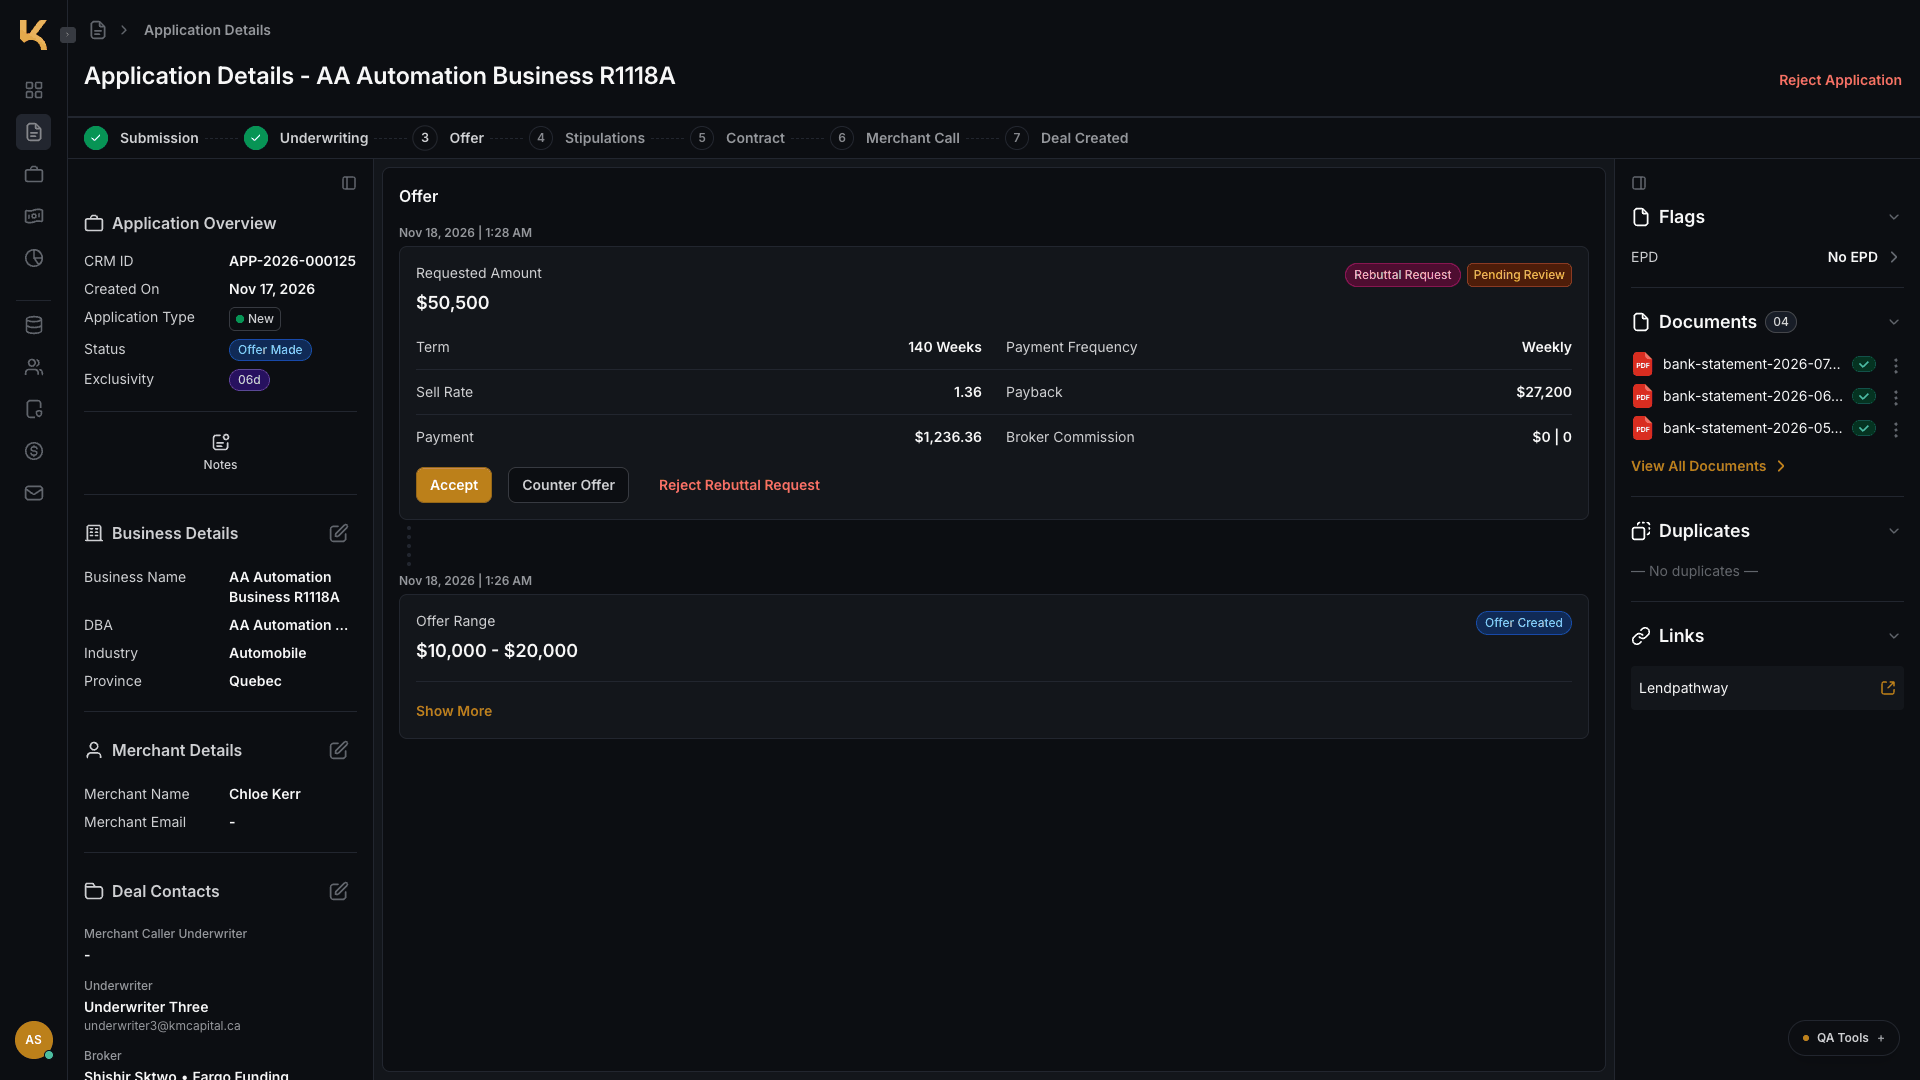 Application Details
Application Details - AA Automation Business R1118A
Reject Application
Submission
Underwriting
3 Offer
4 Stipulations
5 Contract
6 Merchant Call
7 Deal Created
Application Overview
CRM ID APP-2026-000125
Created On Nov 17, 2026
Application Type New
Status Offer Made
Exclusivity 06d
Notes
Business Details
Business Name AA Automation
Business R1118A
DBA AA Automation ...
Industry Automobile
Province Quebec
Merchant Details
Merchant Name Chloe Kerr
Merchant Email -
Deal Contacts
Merchant Caller Underwriter
-
Underwriter
Underwriter Three
underwriter3@kmcapital.ca
Broker
Shishir Sktwo • Fargo Funding
AS
Offer
Nov 18, 2026 | 1:28 AM
Requested Amount
Rebuttal Request Pending Review
$50,500
Term 140 Weeks Payment Frequency Weekly
Sell Rate 1.36 Payback $27,200
Payment $1,236.36 Broker Commission $0 | 0
Accept Counter Offer Reject Rebuttal Request
Nov 18, 2026 | 1:26 AM
Offer Range
Offer Created
$10,000 - $20,000
Show More
Flags
EPD No EPD
Documents 04
PDF bank-statement-2026-07...
PDF bank-statement-2026-06...
PDF bank-statement-2026-05...
View All Documents
Duplicates
— No duplicates —
Links
Lendpathway
QA Tools +